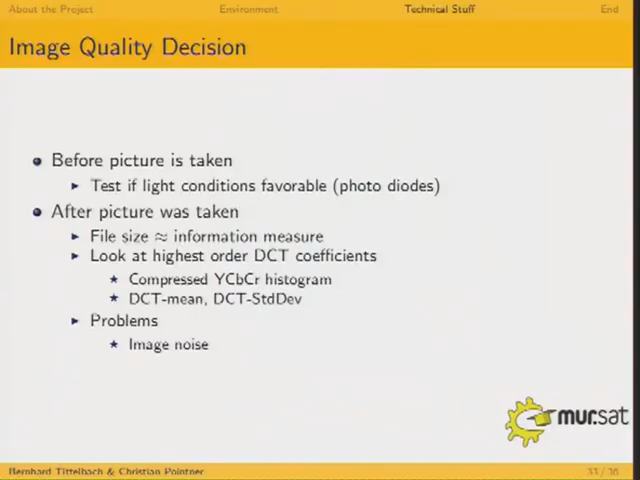 About the Project Environment Technical Stuff End
Image Quality Decision
Before picture is taken
Test if light conditions favorable (photo diodes)
After picture was taken
File size ≈ information measure
Look at highest order DCT coefficients
Compressed YCbCr histogram
DCT-mean, DCT-StdDev
Problems
Image noise
mur.sat
Bernhard Tittelbach & Christian Pointner